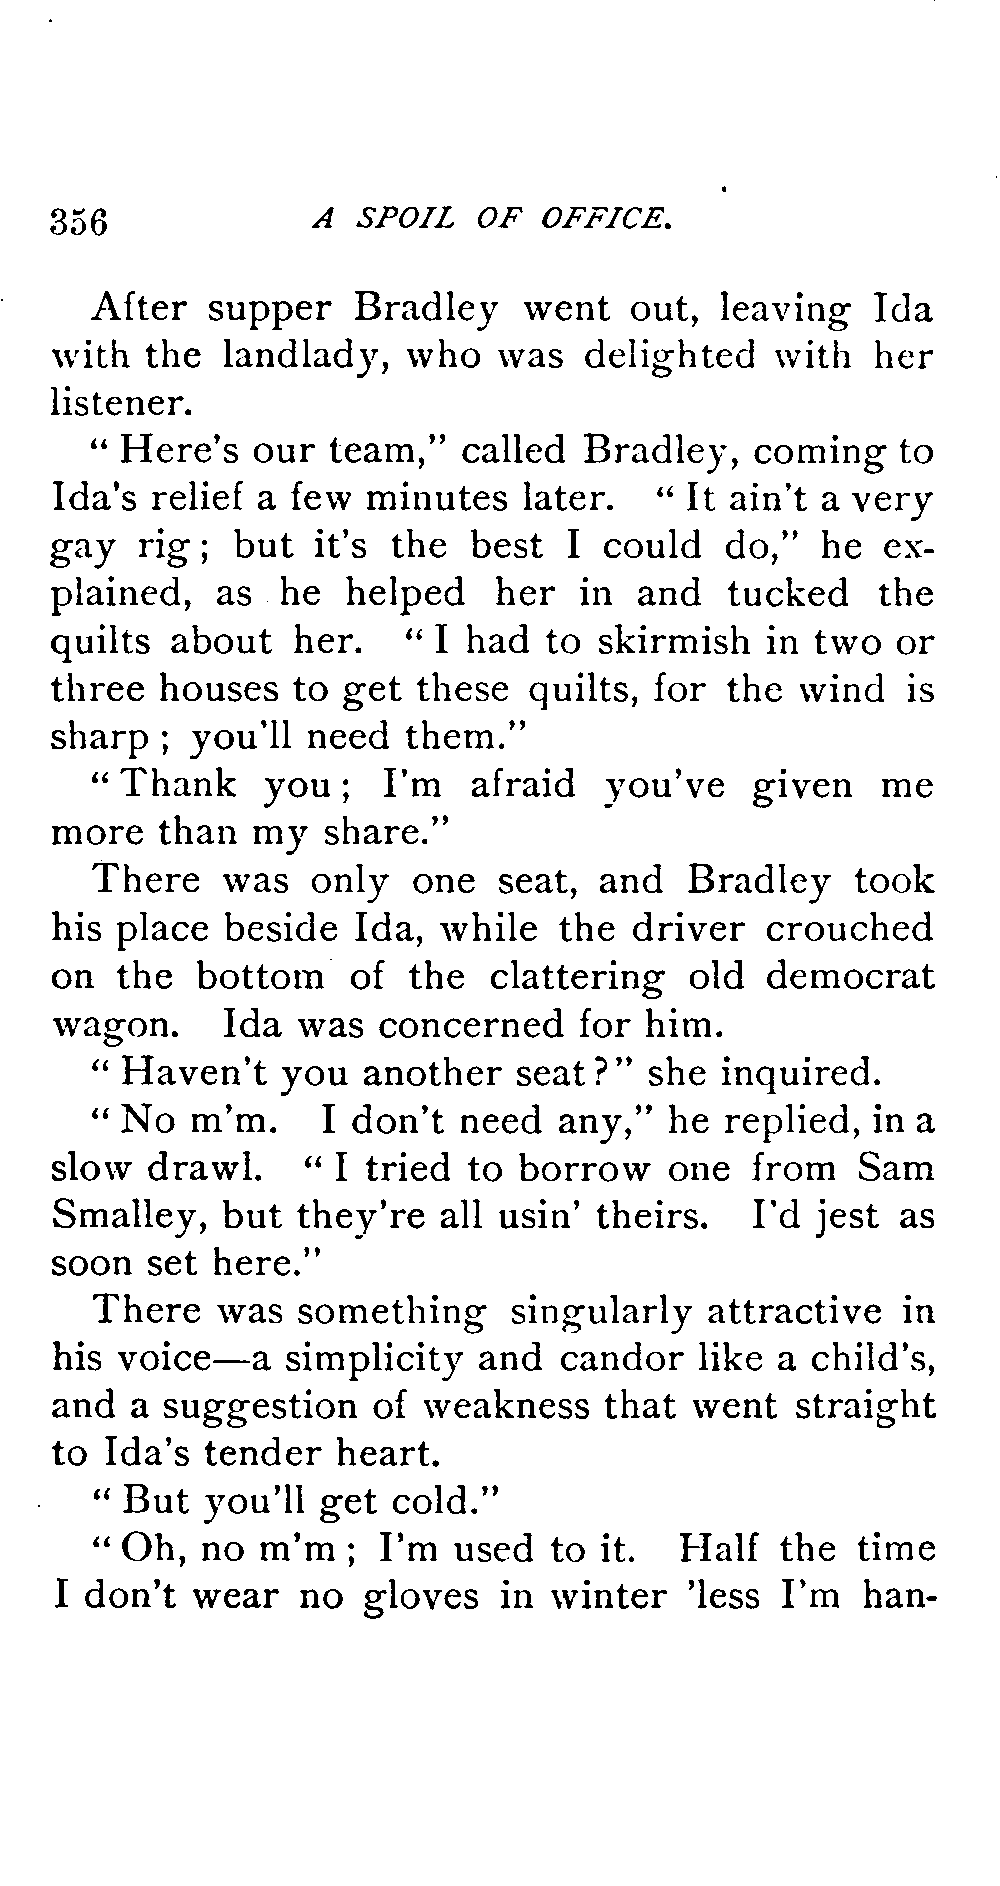 356 A SPOIL OF OFFICE.
After supper Bradley went out, leaving Ida
with the landlady, who was delighted with her
listener.
“ Here’s our team,” called Bradley, coming to
Ida’s relief a few minutes later. “ It ain’t a very
gay rig ; but it’s the best I could do,” he ex-
plained, as he helped her in and tucked the
quilts about her. “ I had to skirmish in two or
three houses to get these quilts, for the wind is
sharp ; you’ll need them.”
“ Thank you ; I’m afraid you’ve given me
more than my share.”
There was only one seat, and Bradley took
his place beside Ida, while the driver crouched
on the bottom of the clattering old democrat
wagon. Ida was concerned for him.
“ Haven’t you another seat ? ” she inquired.
“ No m’m. I don’t need any,” he replied, in a
slow drawl. “ I tried to borrow one from Sam
Smalley, but they’re all usin’ theirs. I’d jest as
soon set here.”
There was something singularly attractive in
his voice—a simplicity and candor like a child’s,
and a suggestion of weakness that went straight
to Ida’s tender heart.
“ But you’ll get cold.”
“ Oh, no m’m ; I’m used to it. Half the time
I don’t wear no gloves in winter ’less I’m han-